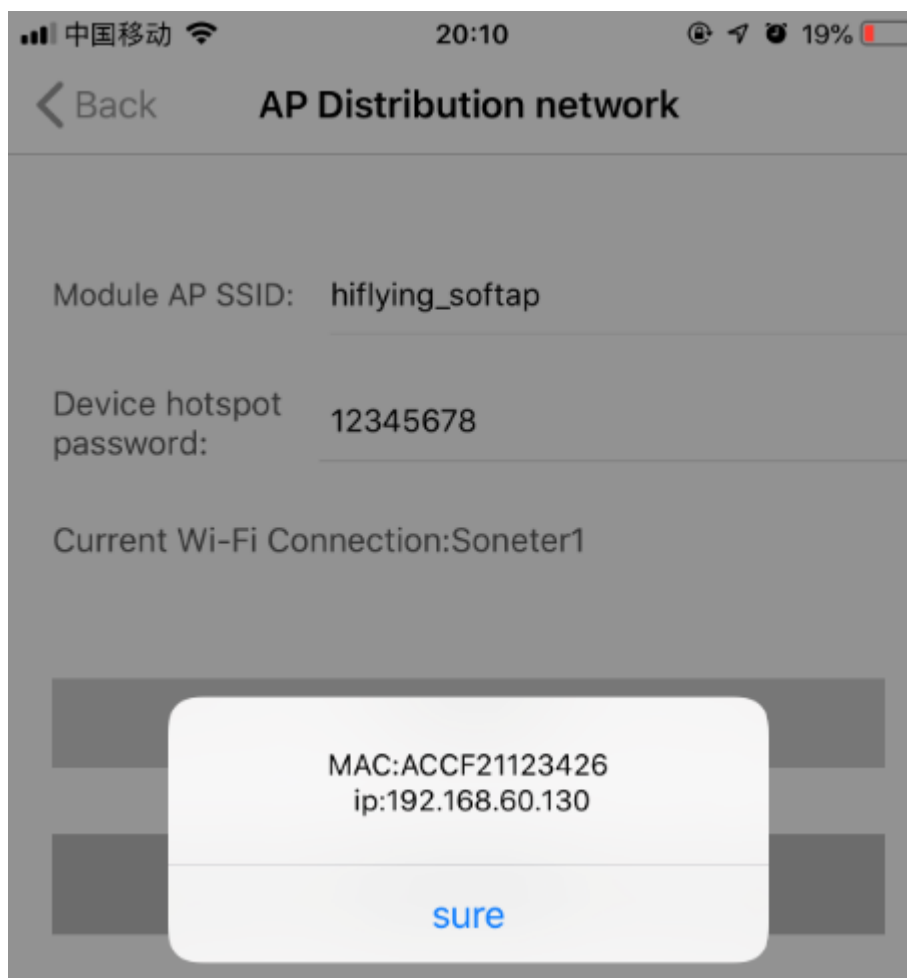 中国移动 20:10 19%
Back AP Distribution network
Module AP SSID: hiflying_softap
Device hotspot
password: 12345678
Current Wi-Fi Connection:Soneter1
MAC:ACCF21123426
ip:192.168.60.130
sure